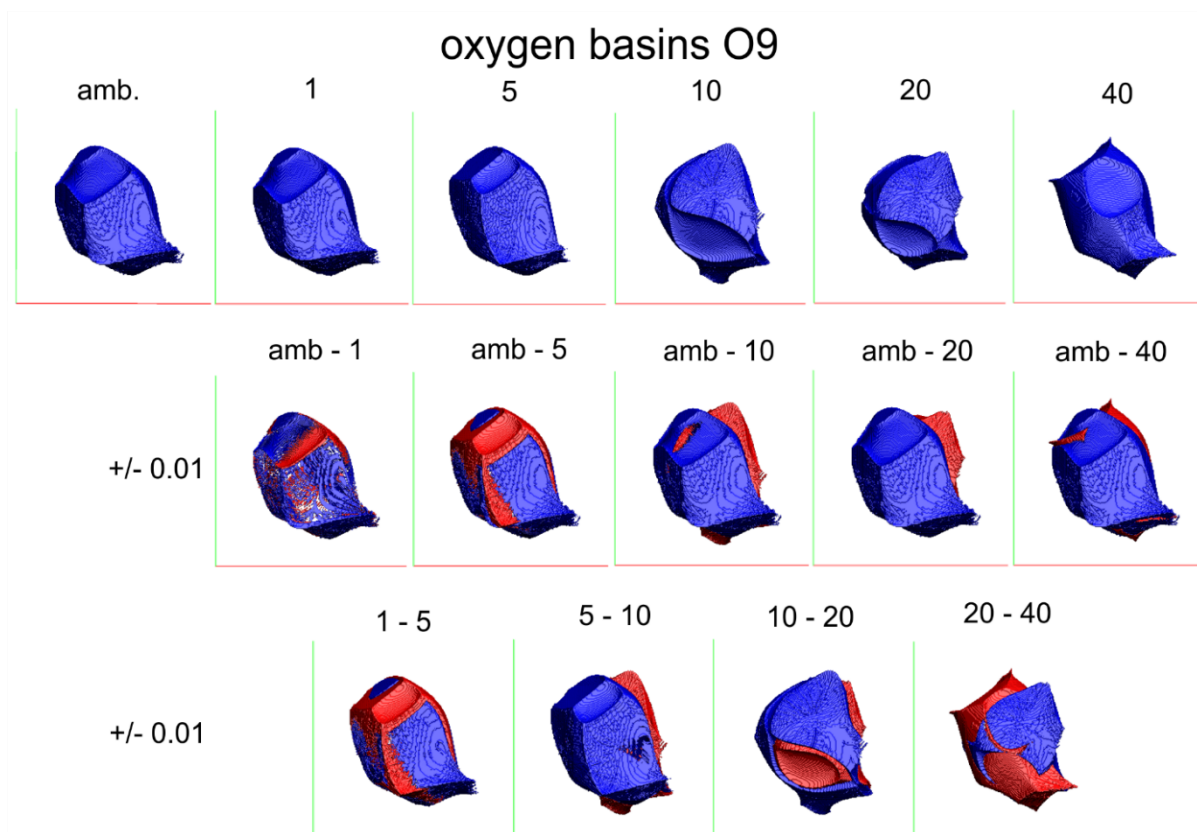 oxygen basins O9
amb. 1 5 10 20 40
amb - 1 amb - 5 amb - 10 amb - 20 amb - 40
+/- 0.01
1 - 5 5 - 10 10 - 20 20 - 40
+/- 0.01